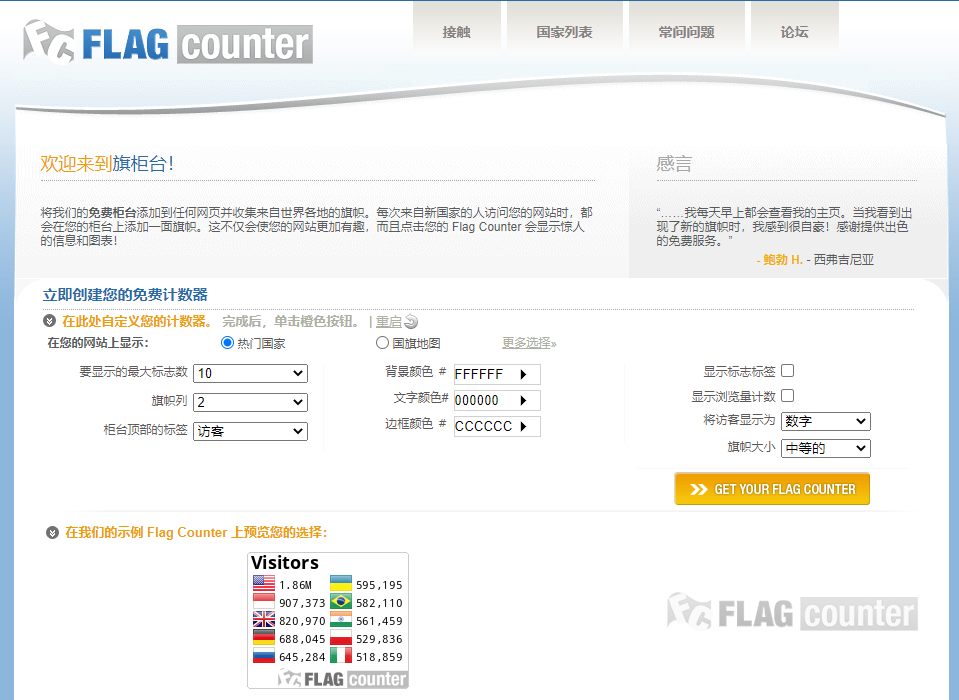 FC FLAG counter
接触 国家列表 常问问题 论坛
欢迎来到旗柜台！
将我们的免费柜台添加到任何网页并收集来自世界各地的旗帜。每次来自新国家的人访问您的网站时，都
会在您的柜台上添加一面旗帜。这不仅会使您的网站更加有趣，而且点击您的 Flag Counter 会显示惊人
的信息和图表！
感言
“……我每天早上都会查看我的主页。当我看到出
现了新的旗帜时，我感到很自豪！感谢提供出色
的免费服务。”
- 鲍勃 H. - 西弗吉尼亚
立即创建您的免费计数器
在此处自定义您的计数器。 完成后，单击橙色按钮。 | 重启
在您的网站上显示： 热门国家 国旗地图 更多选择»
要显示的最大标志数 10
旗帜列 2
柜台顶部的标签 访客
背景颜色 # FFFFFF
文字颜色# 000000
边框颜色 # CCCCCC
显示标志标签
显示浏览量计数
将访客显示为 数字
旗帜大小 中等的
GET YOUR FLAG COUNTER
在我们的示例 Flag Counter 上预览您的选择：
Visitors
1.86M 595,195
907,373 582,110
820,970 561,459
688,045 529,836
645,284 518,859
FC FLAG counter
FC FLAG counter